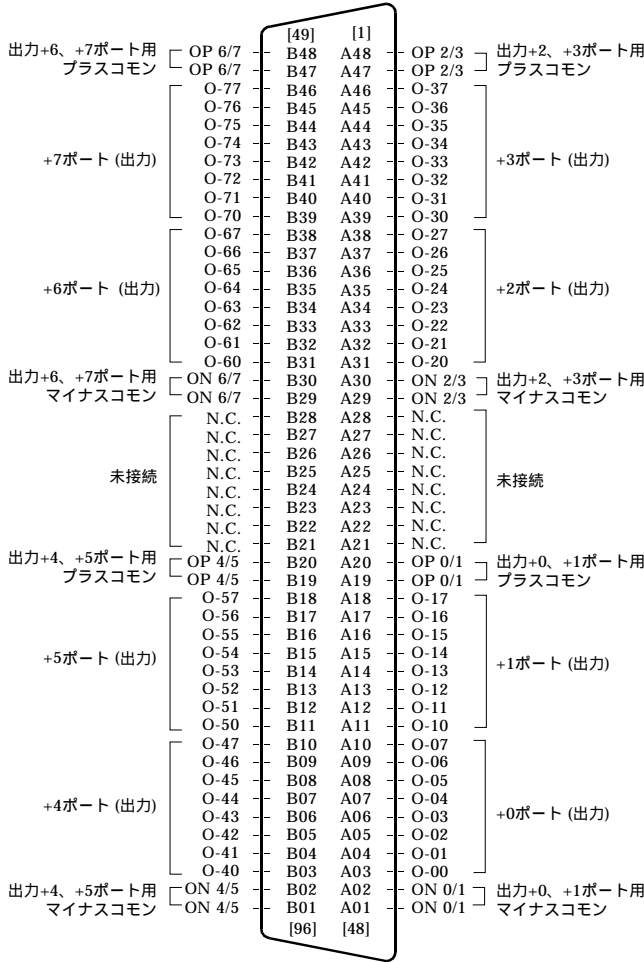 [49] [1]
出力+6、+7ポート用 プラスコモン OP 6/7 B48 A48 OP 2/3 出力+2、+3ポート用 プラスコモン
OP 6/7 B47 A47 OP 2/3
O-77 B46 A46 O-37
O-76 B45 A45 O-36
O-75 B44 A44 O-35
O-74 B43 A43 O-34
+7ポート (出力) O-73 B42 A42 O-33 +3ポート (出力)
O-72 B41 A41 O-32
O-71 B40 A40 O-31
O-70 B39 A39 O-30
O-67 B38 A38 O-27
O-66 B37 A37 O-26
O-65 B36 A36 O-25
+6ポート (出力) O-64 B35 A35 O-24 +2ポート (出力)
O-63 B34 A34 O-23
O-62 B33 A33 O-22
O-61 B32 A32 O-21
O-60 B31 A31 O-20
出力+6、+7ポート用 マイナスコモン ON 6/7 B30 A30 ON 2/3 出力+2、+3ポート用 マイナスコモン
ON 6/7 B29 A29 ON 2/3
N.C. B28 A28 N.C.
N.C. B27 A27 N.C.
N.C. B26 A26 N.C.
未接続 N.C. B25 A25 N.C. 未接続
N.C. B24 A24 N.C.
N.C. B23 A23 N.C.
N.C. B22 A22 N.C.
N.C. B21 A21 N.C.
出力+4、+5ポート用 プラスコモン OP 4/5 B20 A20 OP 0/1 出力+0、+1ポート用 プラスコモン
OP 4/5 B19 A19 OP 0/1
O-57 B18 A18 O-17
O-56 B17 A17 O-16
O-55 B16 A16 O-15
+5ポート (出力) O-54 B15 A15 O-14 +1ポート (出力)
O-53 B14 A14 O-13
O-52 B13 A13 O-12
O-51 B12 A12 O-11
O-50 B11 A11 O-10
O-47 B10 A10 O-07
O-46 B09 A09 O-06
O-45 B08 A08 O-05
+4ポート (出力) O-44 B07 A07 O-04 +0ポート (出力)
O-43 B06 A06 O-03
O-42 B05 A05 O-02
O-41 B04 A04 O-01
O-40 B03 A03 O-00
出力+4、+5ポート用 マイナスコモン ON 4/5 B02 A02 ON 0/1 出力+0、+1ポート用 マイナスコモン
ON 4/5 B01 A01 ON 0/1
[96] [48]